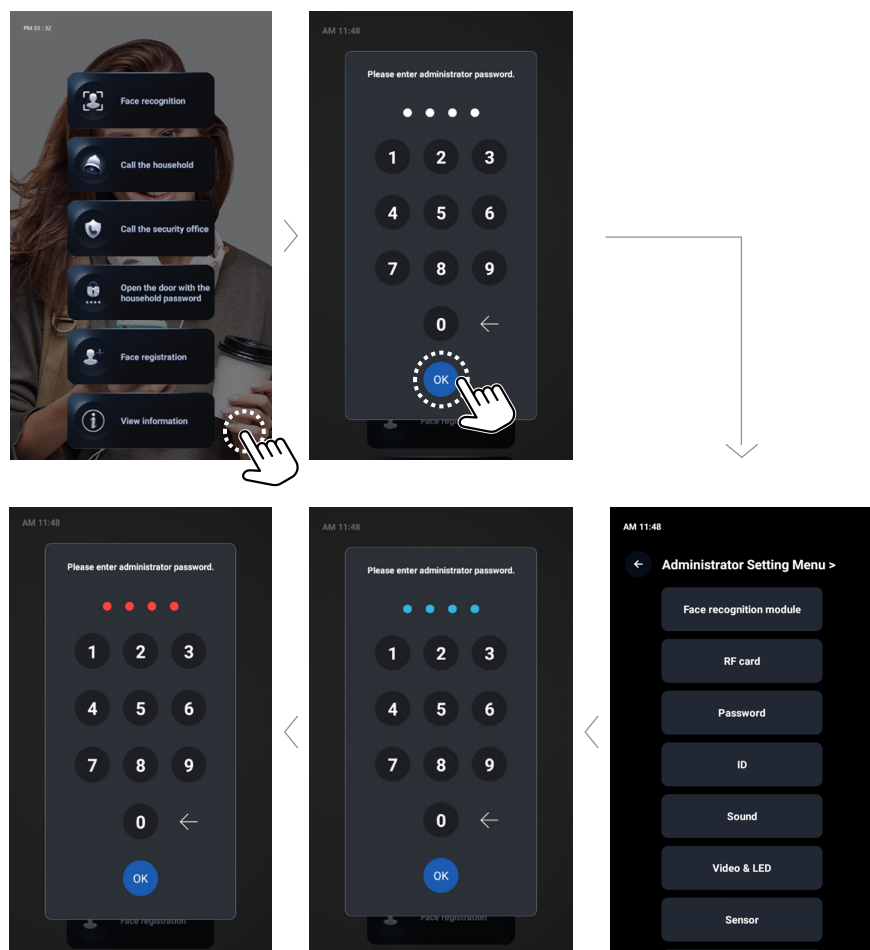 PM 03 : 32
Face recognition
Call the household
Call the security office
Open the door with the
household password
Face registration
View information
AM 11:48
Please enter administrator password.
1 2 3
4 5 6
7 8 9
0
OK
AM 11:48
Please enter administrator password.
1 2 3
4 5 6
7 8 9
0
OK
Face registration
AM 11:48
Please enter administrator password.
1 2 3
4 5 6
7 8 9
0
OK
Face registration
AM 11:48
Administrator Setting Menu >
Face recognition module
RF card
Password
ID
Sound
Video & LED
Sensor